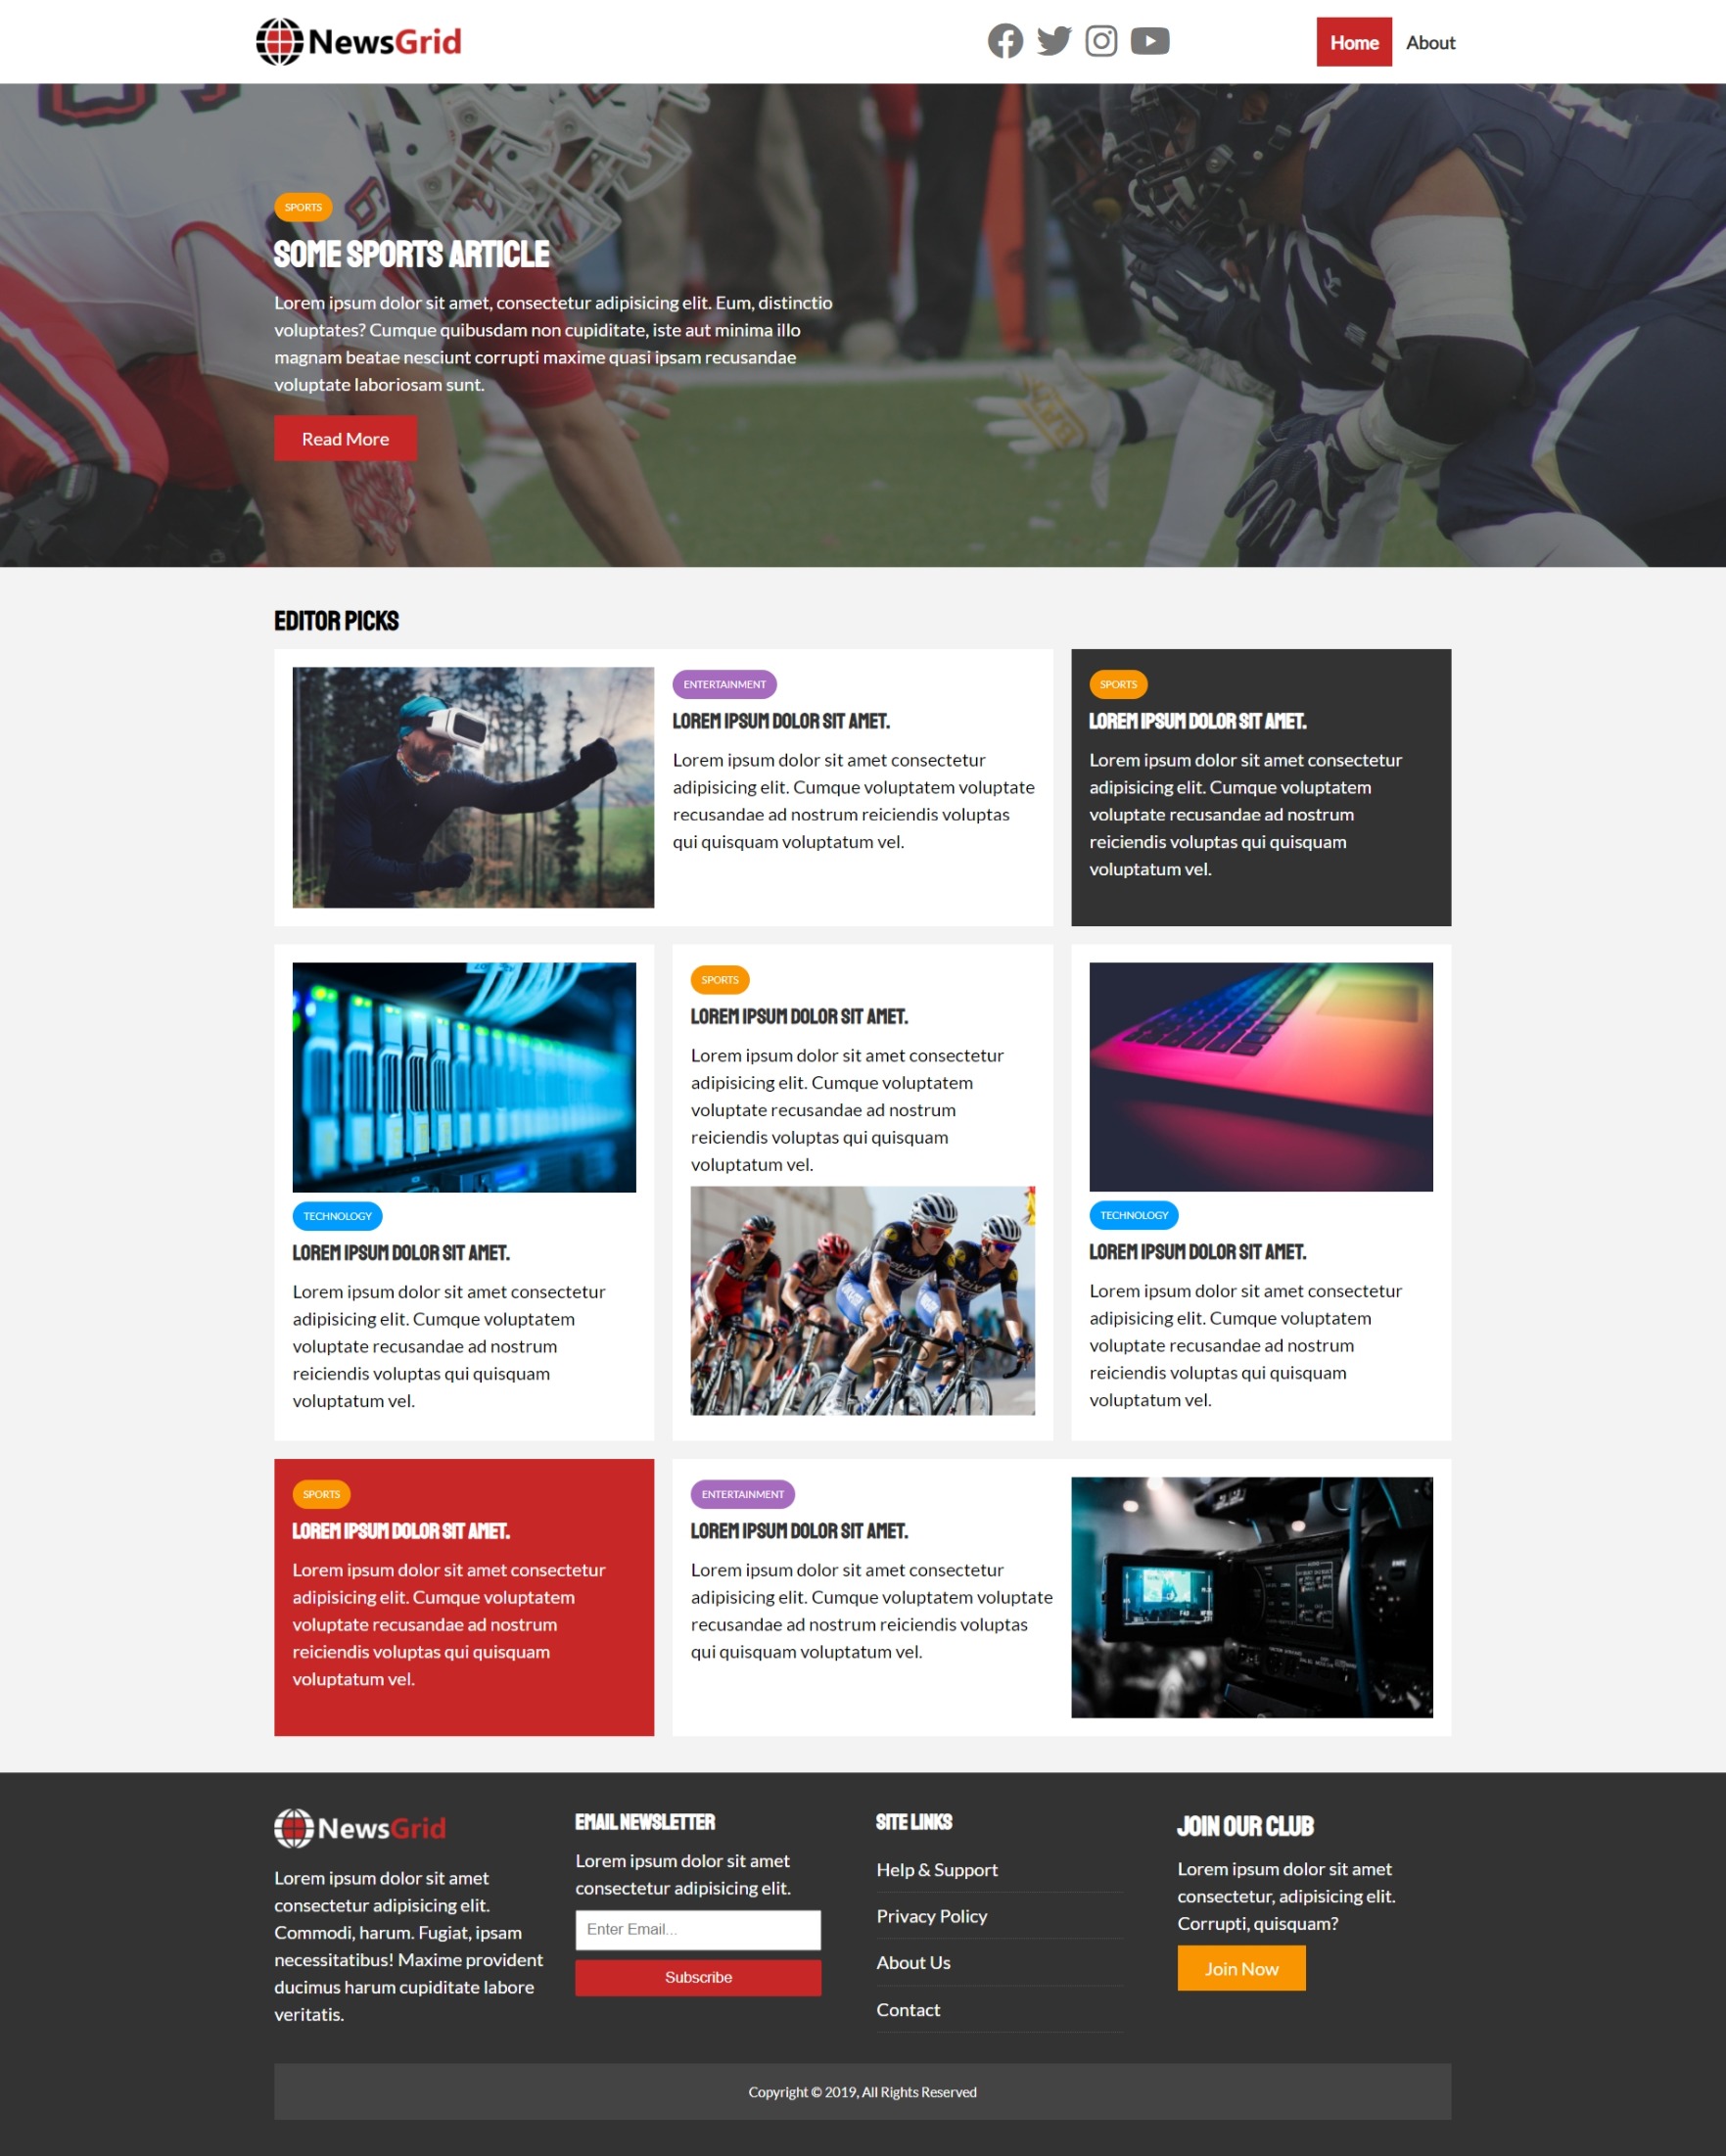 NewsGrid
Home
About
SPORTS
SOME SPORTS ARTICLE
Lorem ipsum dolor sit amet, consectetur adipisicing elit. Eum, distinctio
voluptates? Cumque quibusdam non cupiditate, iste aut minima illo
magnam beatae nesciunt corrupti maxime quasi ipsam recusandae
voluptate laboriosam sunt.
Read More
EDITOR PICKS
ENTERTAINMENT
LOREM IPSUM DOLOR SIT AMET.
Lorem ipsum dolor sit amet consectetur
adipisicing elit. Cumque voluptatem voluptate
recusandae ad nostrum reiciendis voluptas
qui quisquam voluptatum vel.
SPORTS
LOREM IPSUM DOLOR SIT AMET.
Lorem ipsum dolor sit amet consectetur
adipisicing elit. Cumque voluptatem
voluptate recusandae ad nostrum
reiciendis voluptas qui quisquam
voluptatum vel.
TECHNOLOGY
LOREM IPSUM DOLOR SIT AMET.
Lorem ipsum dolor sit amet consectetur
adipisicing elit. Cumque voluptatem
voluptate recusandae ad nostrum
reiciendis voluptas qui quisquam
voluptatum vel.
SPORTS
LOREM IPSUM DOLOR SIT AMET.
Lorem ipsum dolor sit amet consectetur
adipisicing elit. Cumque voluptatem
voluptate recusandae ad nostrum
reiciendis voluptas qui quisquam
voluptatum vel.
TECHNOLOGY
LOREM IPSUM DOLOR SIT AMET.
Lorem ipsum dolor sit amet consectetur
adipisicing elit. Cumque voluptatem
voluptate recusandae ad nostrum
reiciendis voluptas qui quisquam
voluptatum vel.
SPORTS
LOREM IPSUM DOLOR SIT AMET.
Lorem ipsum dolor sit amet consectetur
adipisicing elit. Cumque voluptatem
voluptate recusandae ad nostrum
reiciendis voluptas qui quisquam
voluptatum vel.
ENTERTAINMENT
LOREM IPSUM DOLOR SIT AMET.
Lorem ipsum dolor sit amet consectetur
adipisicing elit. Cumque voluptatem voluptate
recusandae ad nostrum reiciendis voluptas
qui quisquam voluptatum vel.
NewsGrid
Lorem ipsum dolor sit amet
consectetur adipisicing elit.
Commodi, harum. Fugiat, ipsam
necessitatibus! Maxime provident
ducimus harum cupiditate labore
veritatis.
EMAIL NEWSLETTER
Lorem ipsum dolor sit amet
consectetur adipisicing elit.
Enter Email...
Subscribe
SITE LINKS
Help & Support
Privacy Policy
About Us
Contact
JOIN OUR CLUB
Lorem ipsum dolor sit amet
consectetur, adipisicing elit.
Corrupti, quisquam?
Join Now
Copyright © 2019, All Rights Reserved